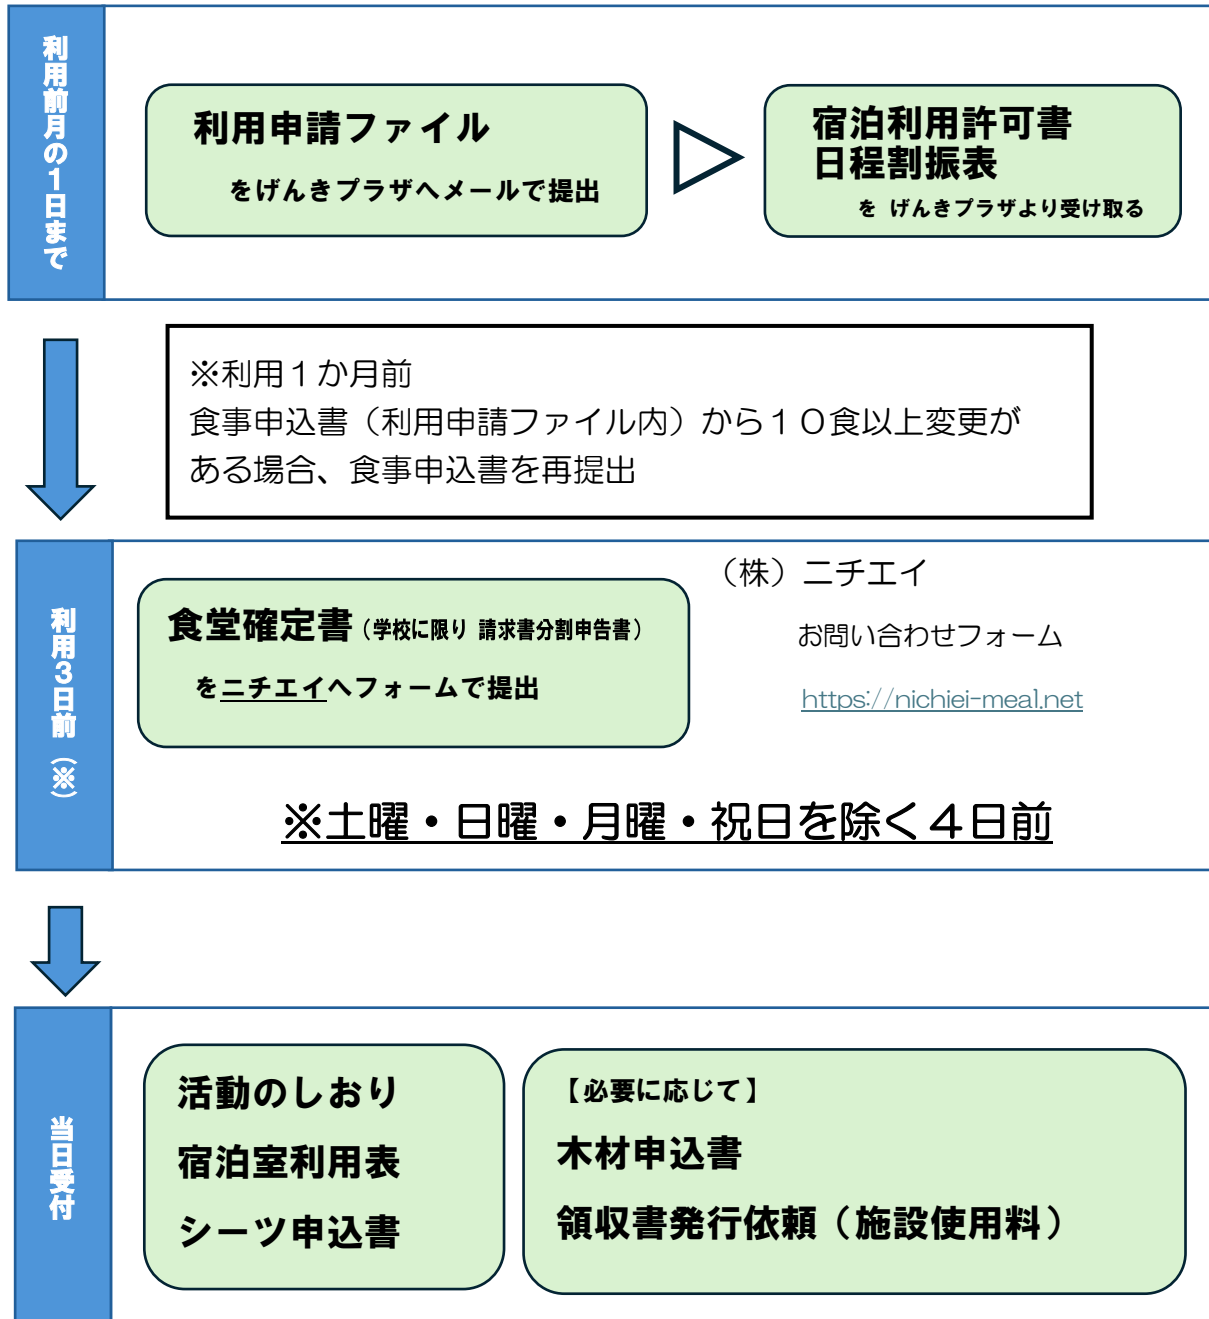 利用前月の1日まで
利用申請ファイル
をげんきプラザへメールで提出
宿泊利用許可書
日程割振表
を げんきプラザより受け取る
※利用１か月前
食事申込書（利用申請ファイル内）から１０食以上変更が
ある場合、食事申込書を再提出
利用3日前（※）
食堂確定書（学校に限り 請求書分割申告書）
をニチエイへフォームで提出
（株）ニチエイ
お問い合わせフォーム
https://nichiei-meal.net
※土曜・日曜・月曜・祝日を除く４日前
当日受付
活動のしおり
宿泊室利用表
シーツ申込書
【必要に応じて】
木材申込書
領収書発行依頼（施設使用料）